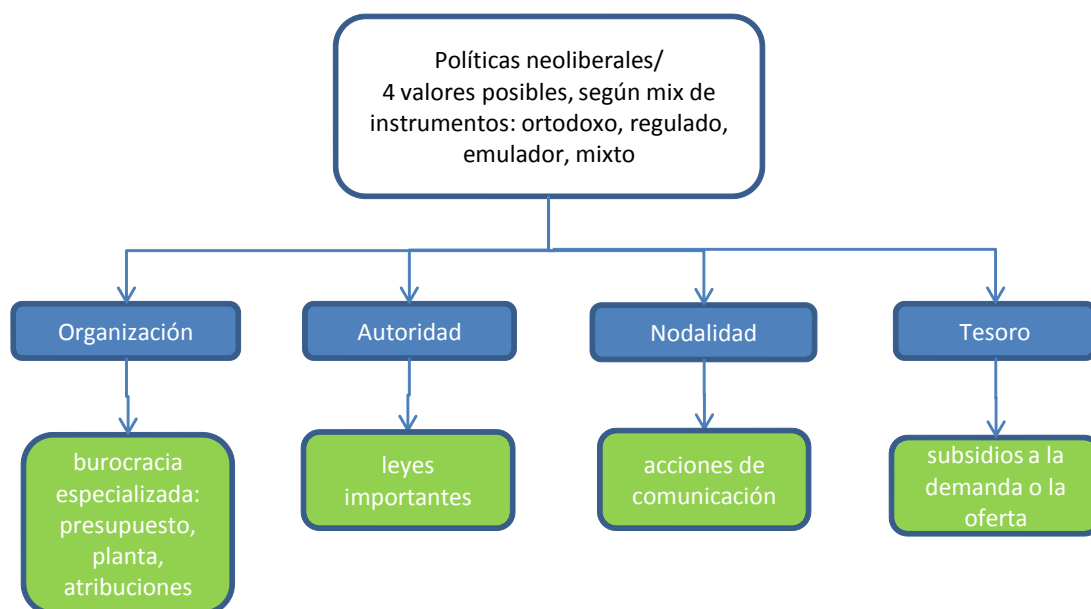 Políticas neoliberales/
4 valores posibles, según mix de
instrumentos: ortodoxo, regulado,
emulador, mixto
Organización
Autoridad
Nodalidad
Tesoro
burocracia
especializada:
presupuesto,
planta,
atribuciones
leyes
importantes
acciones de
comunicación
subsidios a la
demanda o la
oferta